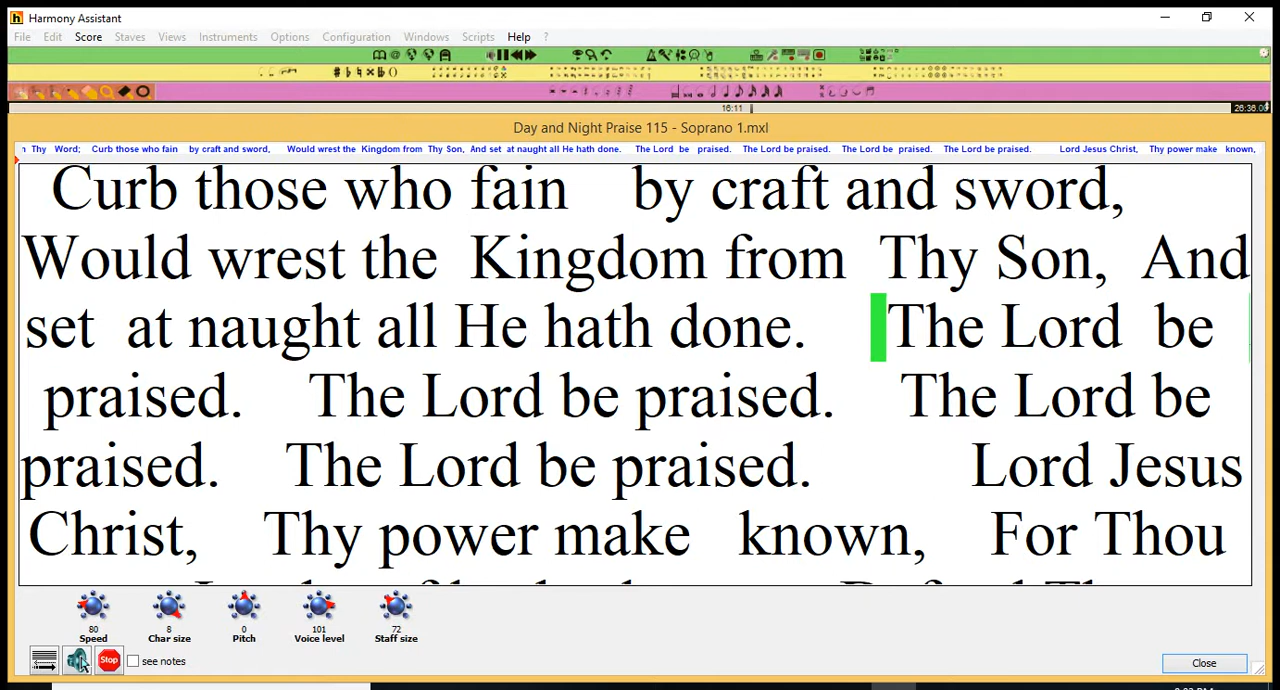 Harmony Assistant
File Edit Score Staves Views Instruments Options Configuration Windows Scripts Help ?
16:11
Day and Night Praise 115 - Soprano 1.mxl
Thy Word; Curb those who fain by craft and sword, Would wrest the Kingdom from Thy Son, And set at naught all He hath done. The Lord be praised. The Lord be praised. The Lord be praised. The Lord be praised. Lord Jesus Christ, Thy power make known,
Curb those who fain by craft and sword,
Would wrest the Kingdom from Thy Son, And
set at naught all He hath done. The Lord be
praised. The Lord be praised. The Lord be
praised. The Lord be praised. Lord Jesus
Christ, Thy power make known, For Thou
80 8 0 101 72
Speed Char size Pitch Voice level Staff size
Stop see notes Close